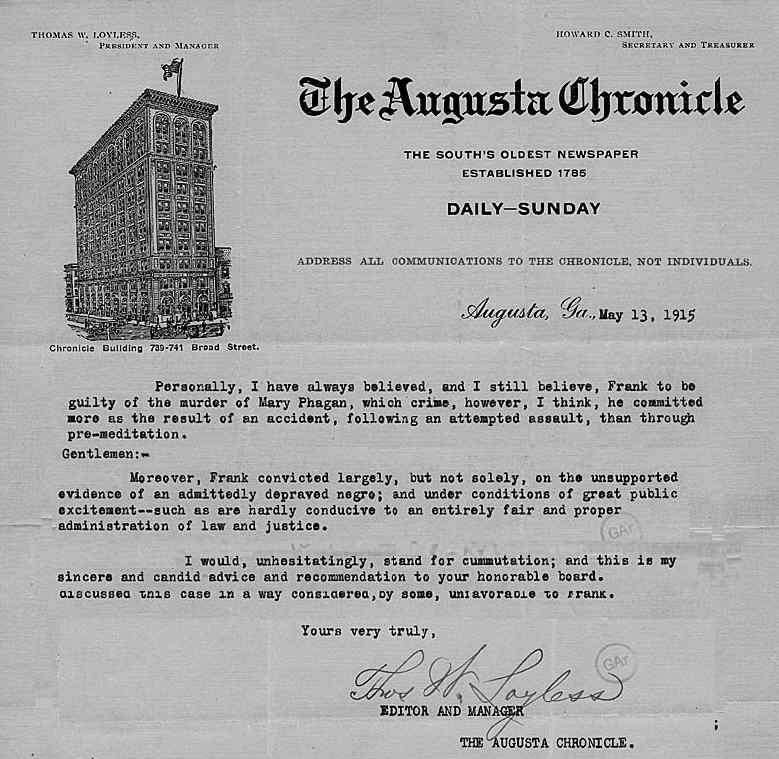 THOMAS W. LOYLESS,
PRESIDENT AND MANAGER
HOWARD C. SMITH,
SECRETARY AND TREASURER
The Augusta Chronicle
THE SOUTH'S OLDEST NEWSPAPER
ESTABLISHED 1785
DAILY—SUNDAY
ADDRESS ALL COMMUNICATIONS TO THE CHRONICLE, NOT INDIVIDUALS.
Augusta, Ga., May 13, 1915
Chronicle Building 739-741 Broad Street.
Personally, I have always believed, and I still believe, Frank to be
guilty of the murder of Mary Phagan, which crime, however, I think, he committed
more as the result of an accident, following an attempted assault, than through
pre-meditation.
Gentlemen:-
Moreover, Frank convicted largely, but not solely, on the unsupported
evidence of an admittedly depraved negro; and under conditions of great public
excitement--such as are hardly conducive to an entirely fair and proper
administration of law and justice.
GAr
I would, unhesitatingly, stand for cummutation; and this is my
sincere and candid advice and recommendation to your honorable board.
discussed this case in a way considered,by some, unfavorable to Frank.
Yours very truly,
GAr
Thos W. Loyless
EDITOR AND MANAGER
;
THE AUGUSTA CHRONICLE.